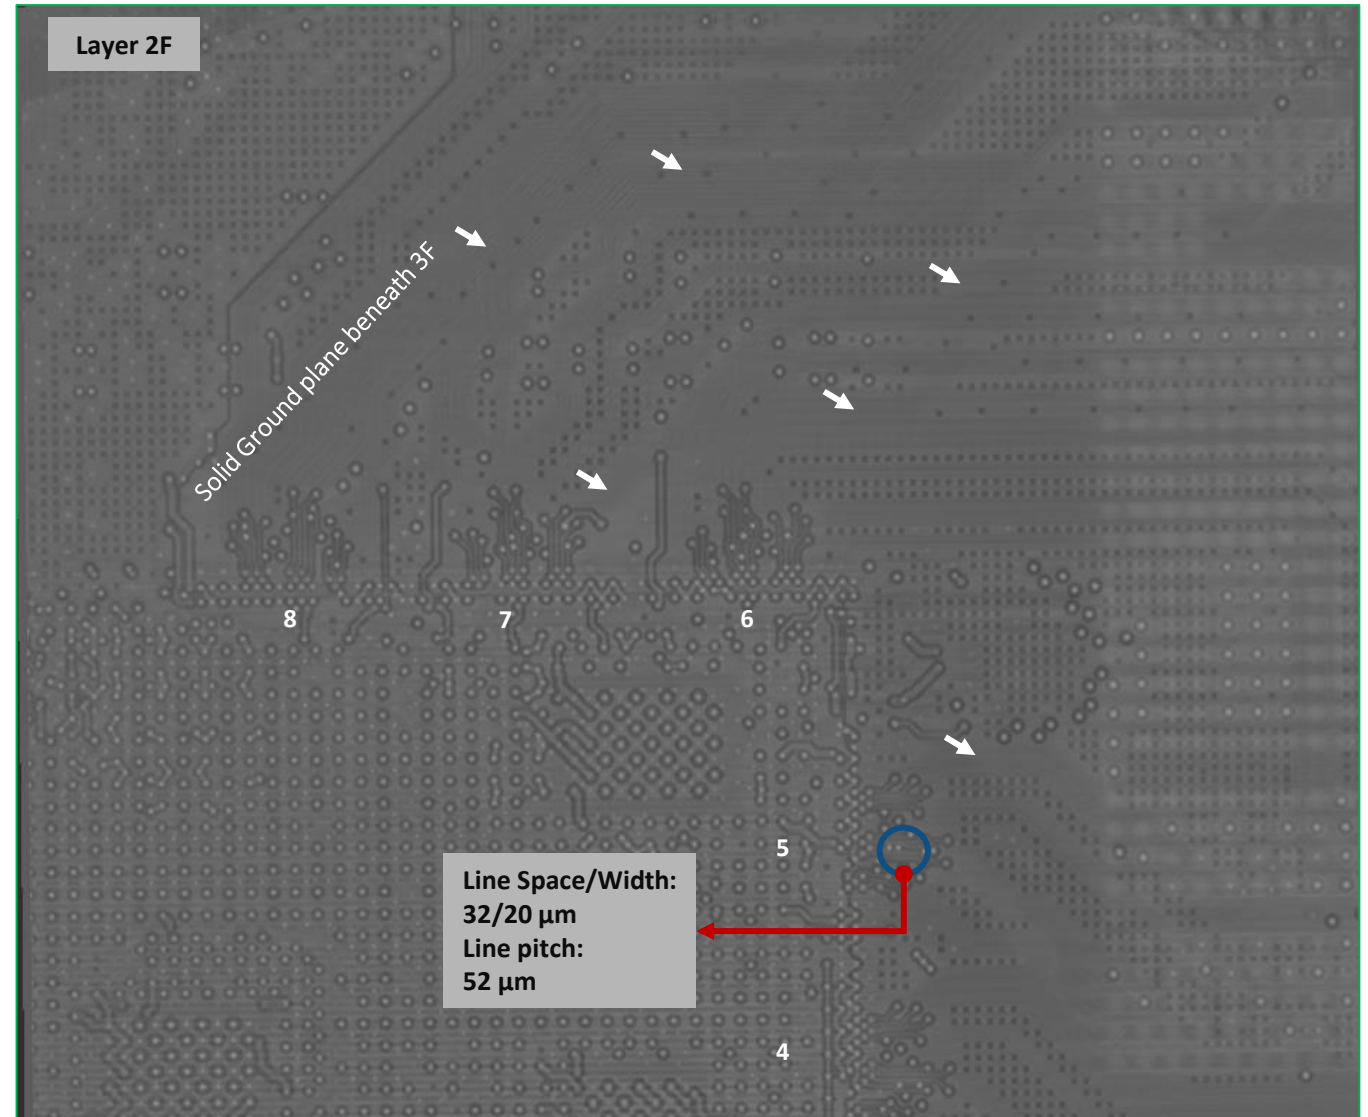 Layer 2F
Solid Ground plane beneath 3F
8
7
6
5
Line Space/Width:
32/20 µm
Line pitch:
52 µm
4